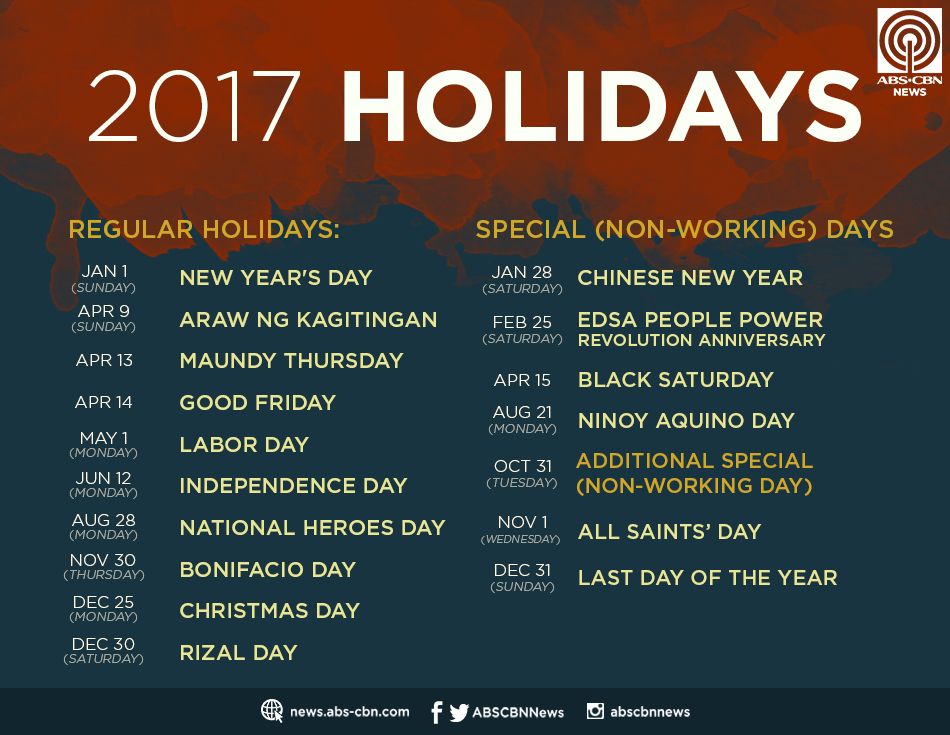 ABS-CBN
NEWS
2017 HOLIDAYS
REGULAR HOLIDAYS:
JAN 1
(SUNDAY)
NEW YEAR'S DAY
APR 9
(SUNDAY)
ARAW NG KAGITINGAN
APR 13
MAUNDY THURSDAY
APR 14
GOOD FRIDAY
MAY 1
(MONDAY)
LABOR DAY
JUN 12
(MONDAY)
INDEPENDENCE DAY
AUG 28
(MONDAY)
NATIONAL HEROES DAY
NOV 30
(THURSDAY)
BONIFACIO DAY
DEC 25
(MONDAY)
CHRISTMAS DAY
DEC 30
(SATURDAY)
RIZAL DAY
SPECIAL (NON-WORKING) DAYS
JAN 28
(SATURDAY)
CHINESE NEW YEAR
FEB 25
(SATURDAY)
EDSA PEOPLE POWER
REVOLUTION ANNIVERSARY
APR 15
BLACK SATURDAY
AUG 21
(MONDAY)
NINOY AQUINO DAY
OCT 31
(TUESDAY)
ADDITIONAL SPECIAL
(NON-WORKING DAY)
NOV 1
(WEDNESDAY)
ALL SAINTS’ DAY
DEC 31
(SUNDAY)
LAST DAY OF THE YEAR
news.abs-cbn.com
ABSCBNNews
abscbnnews